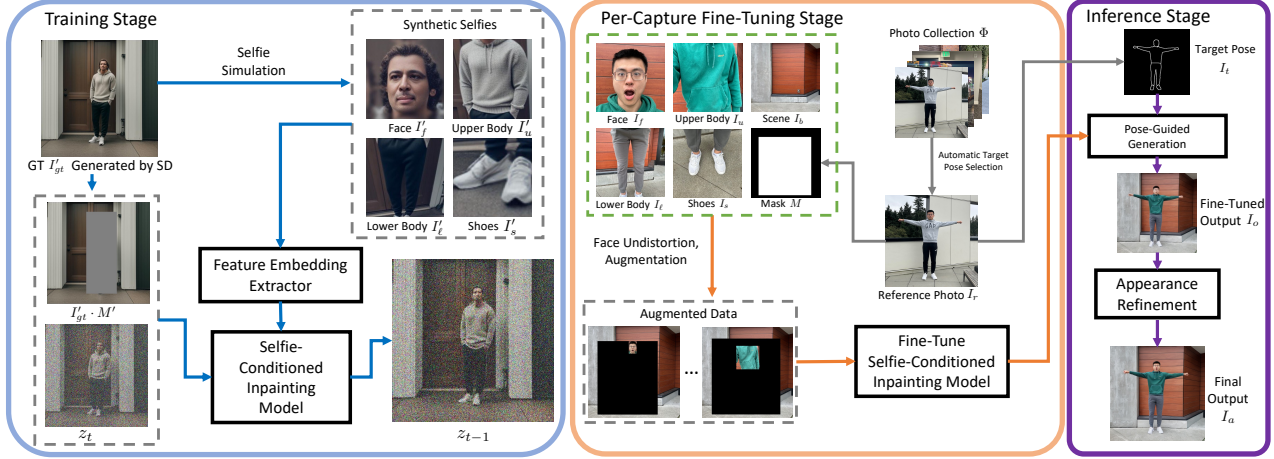 Training Stage
Synthetic Selfies
Selfie
Simulation
Face I'_f
Upper Body I'_u
GT I'_{gt} Generated by SD
Lower Body I'_ℓ
Shoes I'_s
I'_{gt} · M'
Feature Embedding
Extractor
Selfie-
Conditioned
Inpainting
Model
z_t
z_{t−1}
Per-Capture Fine-Tuning Stage
Photo Collection Φ
Face I_f
Upper Body I_u
Scene I_b
Lower Body I_ℓ
Shoes I_s
Mask M
Automatic Target
Pose Selection
Reference Photo I_r
Face Undistortion,
Augmentation
Augmented Data
...
Fine-Tune
Selfie-Conditioned
Inpainting Model
Inference Stage
Target Pose
I_t
Pose-Guided
Generation
Fine-Tuned
Output I_o
Appearance
Refinement
Final
Output
I_a